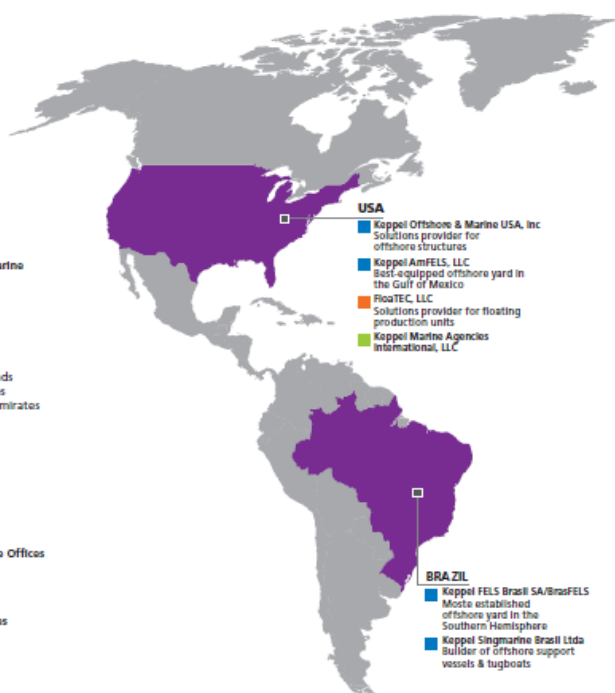 USA
Keppel Offshore & Marine USA, Inc
Solutions provider for
offshore structures
Keppel AmFELS, LLC
Best-equipped offshore yard in
the Gulf of Mexico
FloaTEC, LLC
Solutions provider for floating
production units
Keppel Marine Agencies
International, LLC
arine
ds
s
mirates
e Offices
ns
BRAZIL
Keppel FELS Brasil SA/BrasFELS
Moste established
offshore yard in the
Southern Hemisphere
Keppel Singmarine Brasil Ltda
Builder of offshore support
vessels & tugboats